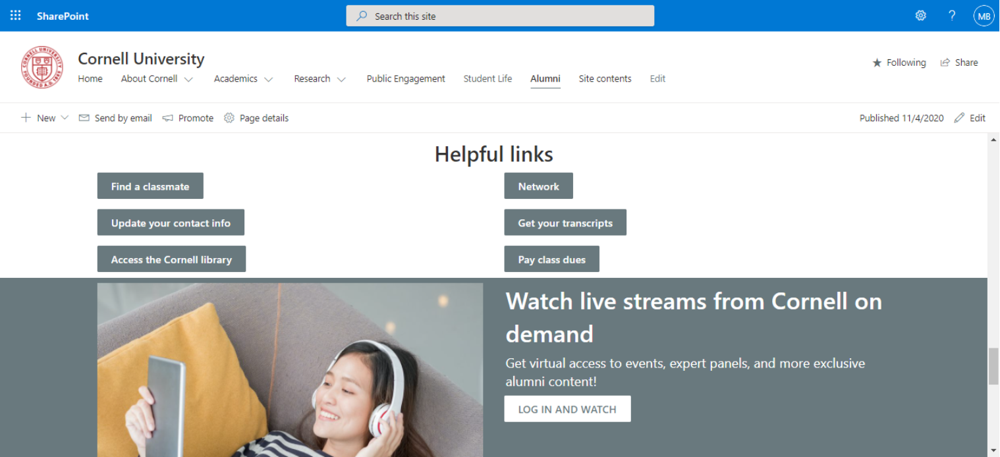 SharePoint
Search this site
MB
CORNELL UNIVERSITY
FOUNDED A.D. 1865
Cornell University
Following
Share
Home
About Cornell
Academics
Research
Public Engagement
Student Life
Alumni
Site contents
Edit
New
Send by email
Promote
Page details
Published 11/4/2020
Edit
Helpful links
Find a classmate
Network
Update your contact info
Get your transcripts
Access the Cornell library
Pay class dues
Watch live streams from Cornell on
demand
Get virtual access to events, expert panels, and more exclusive
alumni content!
LOG IN AND WATCH